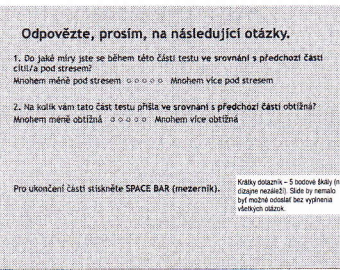 Odpovězte, prosím, na následující otázky.
1. Do jaké míry jste se během této části testu ve srovnání s předchozí částí
cítil/a pod stresem?
Mnohem méně pod stresem o o o o o Mnohem více pod stresem
2. Na kolik vám tato část testu přišla ve srovnání s předchozí částí obtížná?
Mnohem méně obtížná o o o o o Mnohem více obtížná
Pro ukončení části stiskněte SPACE BAR (mezerník).
Krátky dotazník – 5 bodové škály (n
dizajne nezáleží). Slide by nemalo
byť možné odoslať bez vyplnenia
všetkých otázok.